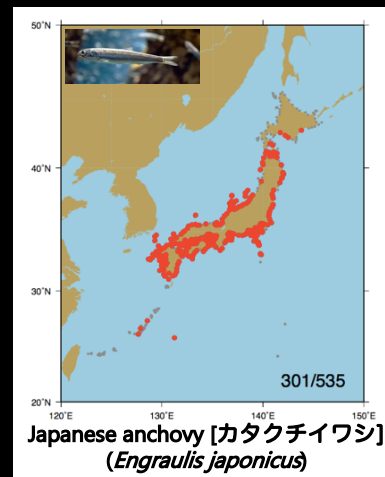 50˚N
40˚N
30˚N
20˚N
120˚E
130˚E
140˚E
150˚E
301/535
Japanese anchovy [カタクチイワシ]
(Engraulis japonicus)